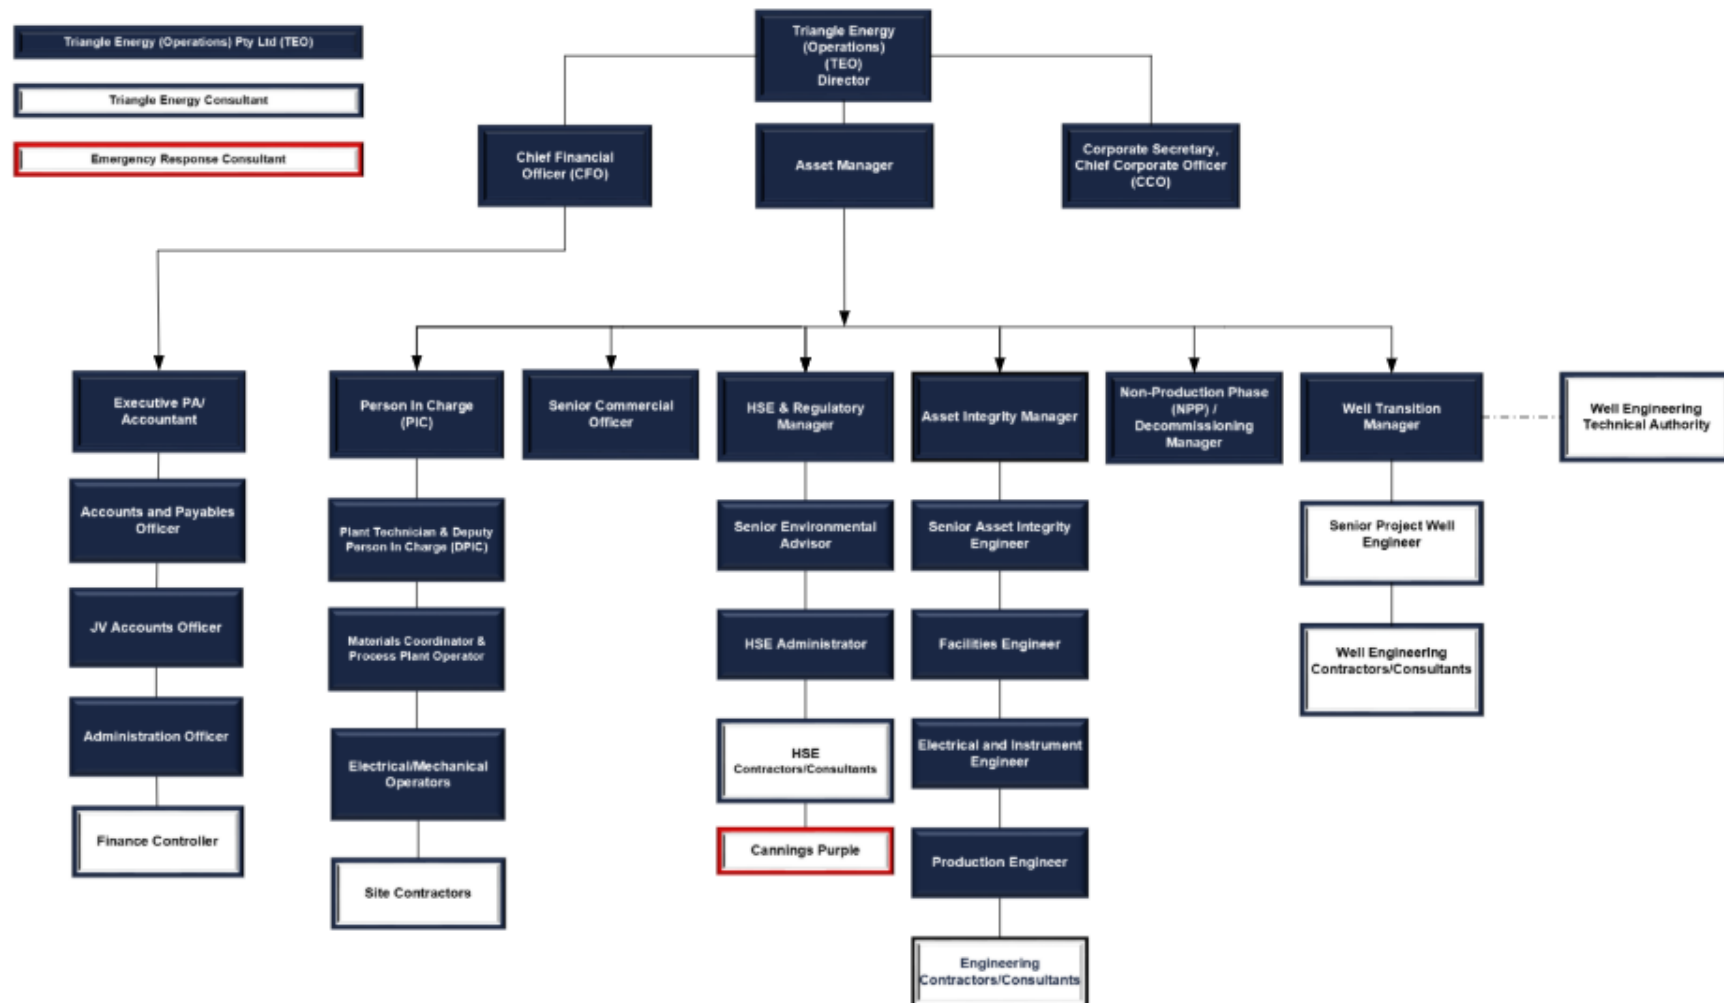 Triangle Energy (Operations) Pty Ltd (TEO)
Triangle Energy Consultant
Emergency Response Consultant
Triangle Energy
(Operations)
(TEO)
Director
Chief Financial
Officer (CFO)
Asset Manager
Corporate Secretary,
Chief Corporate Officer
(CCO)
Executive PA/
Accountant
Accounts and Payables
Officer
JV Accounts Officer
Administration Officer
Finance Controller
Person In Charge
(PIC)
Plant Technician & Deputy
Person In Charge (DPIC)
Materials Coordinator &
Process Plant Operator
Electrical/Mechanical
Operators
Site Contractors
Senior Commercial
Officer
HSE & Regulatory
Manager
Senior Environmental
Advisor
HSE Administrator
HSE
Contractors/Consultants
Cannings Purple
Asset Integrity Manager
Senior Asset Integrity
Engineer
Facilities Engineer
Electrical and Instrument
Engineer
Production Engineer
Engineering
Contractors/Consultants
Non-Production Phase
(NPP) /
Decommissioning
Manager
Well Transition
Manager
Senior Project Well
Engineer
Well Engineering
Contractors/Consultants
Well Engineering
Technical Authority